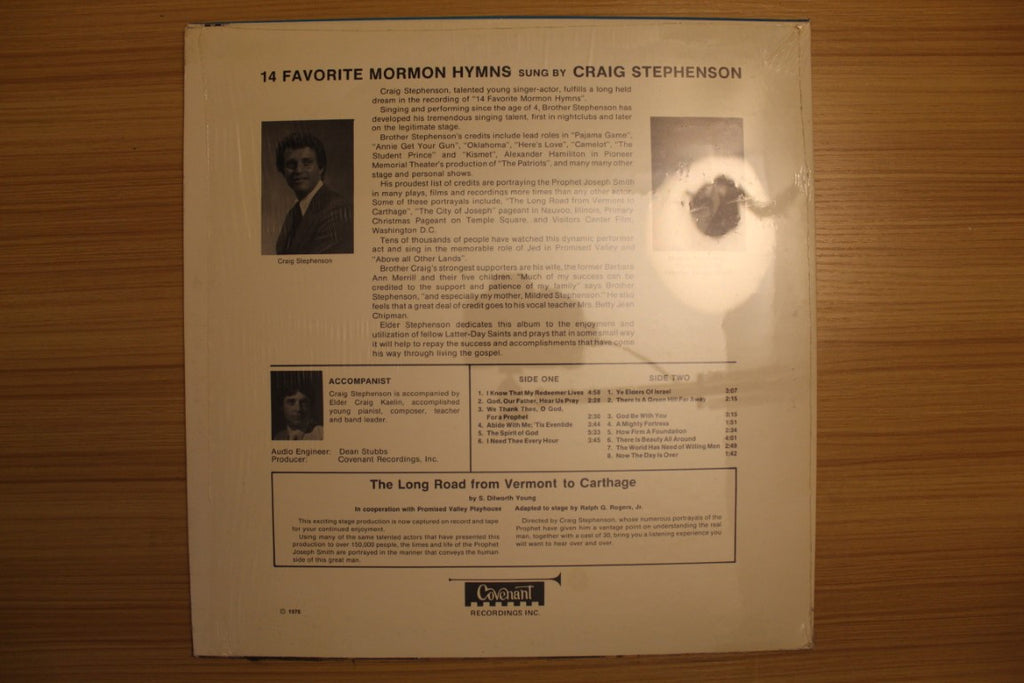 14 FAVORITE MORMON HYMNS SUNG BY CRAIG STEPHENSON
Craig Stephenson, talented young singer-actor, fulfills a long held
dream in the recording of "14 Favorite Mormon Hymns".
Singing and performing since the age of 4, Brother Stephenson has
developed his tremendous singing talent, first in nightclubs and later
on the legitimate stage.
Brother Stephenson's credits include lead roles in "Pajama Game",
"Annie Get Your Gun", "Oklahoma", "Here's Love", "Camelot", "The
Student Prince" and "Kismet", Alexander Hamiliton in Pioneer
Memorial Theater's production of "The Patriots", and many many other
stage and personal shows.
His proudest list of credits are portraying the Prophet Joseph Smith
in many plays, films and recordings more times than any other actor.
Some of these portrayals include, "The Long Road from Vermont to
Carthage", "The City of Joseph" pageant in Nauvoo, Illinois, Primary
Christmas Pageant on Temple Square, and Visitors Center Film,
Washington D.C.
Tens of thousands of people have watched this dynamic performer
act and sing in the memorable role of Jed in Promised Valley and
"Above all Other Lands".
Brother Craig's strongest supporters are his wife, the former Barbara
Ann Merrill and their five children. "Much of my success can be
credited to the support and patience of my family" says Brother
Stephenson, "and especially my mother, Mildred Stephenson." He also
feels that a great deal of credit goes to his vocal teacher Mrs. Betty Jean
Chipman.
Elder Stephenson dedicates this album to the enjoyment and
utilization of fellow Latter-Day Saints and prays that in some small way
it will help to repay the success and accomplishments that have come
his way through living the gospel.
Craig Stephenson
ACCOMPANIST
Craig Stephenson is accompanied by
Elder Craig Kaelin, accomplished
young pianist, composer, teacher
and band leader.
Audio Engineer: Dean Stubbs
Producer: Covenant Recordings, Inc.
SIDE ONE
1. I Know That My Redeemer Lives 4:58
2. God, Our Father, Hear Us Pray 2:28
3. We Thank Thee, O God,
For a Prophet 2:30
4. Abide With Me; 'Tis Eventide 3:44
5. The Spirit of God 5:33
6. I Need Thee Every Hour 3:45
SIDE TWO
1. Ye Elders Of Israel 3:07
2. There Is A Green Hill Far Away 2:15
3. God Be With You 3:15
4. A Mighty Fortress 1:51
5. How Firm A Foundation 2:34
6. There Is Beauty All Around 4:01
7. The World Has Need of Willing Men 2:49
8. Now The Day Is Over 1:42
The Long Road from Vermont to Carthage
by S. Dilworth Young
In cooperation with Promised Valley Playhouse Adapted to stage by Ralph G. Rogers, Jr.
This exciting stage production is now captured on record and tape
for your continued enjoyment.
Using many of the same talented actors that have presented this
production to over 150,000 people, the times and life of the Prophet
Joseph Smith are portrayed in the manner that conveys the human
side of this great man.
Directed by Craig Stephenson, whose numerous portrayals of the
Prophet have given him a vantage point on understanding the real
man, together with a cast of 30, bring you a listening experience you
will want to hear over and over.
Covenant
RECORDINGS INC.